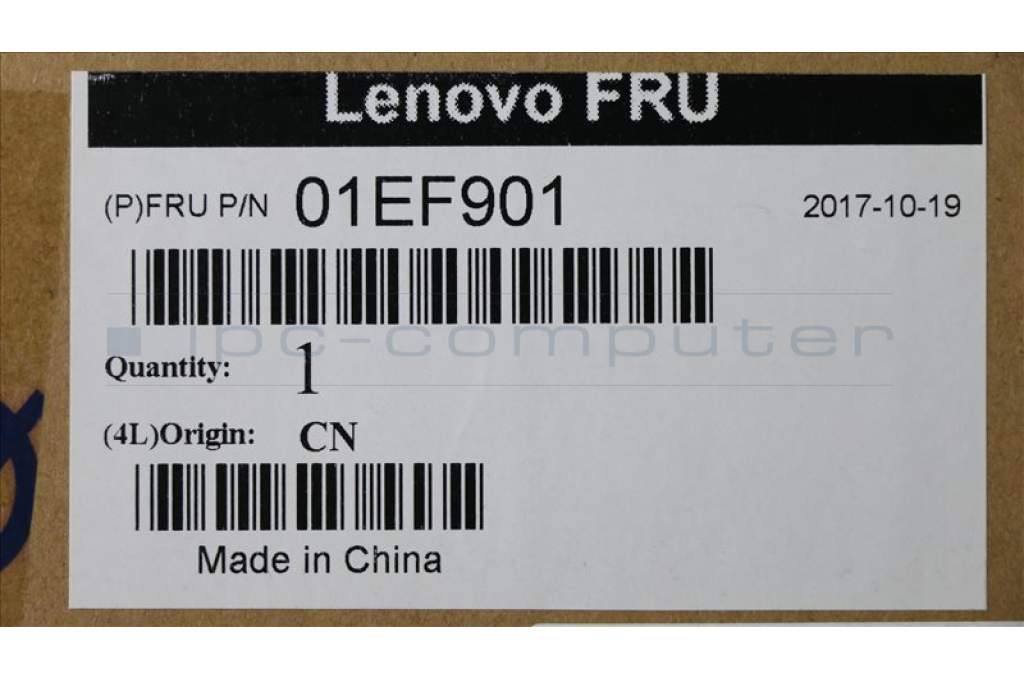 Lenovo FRU
(P)FRU P/N 01EF901 2017-10-19
ipc-computer
Quantity: 1
(4L)Origin: CN
Made in China